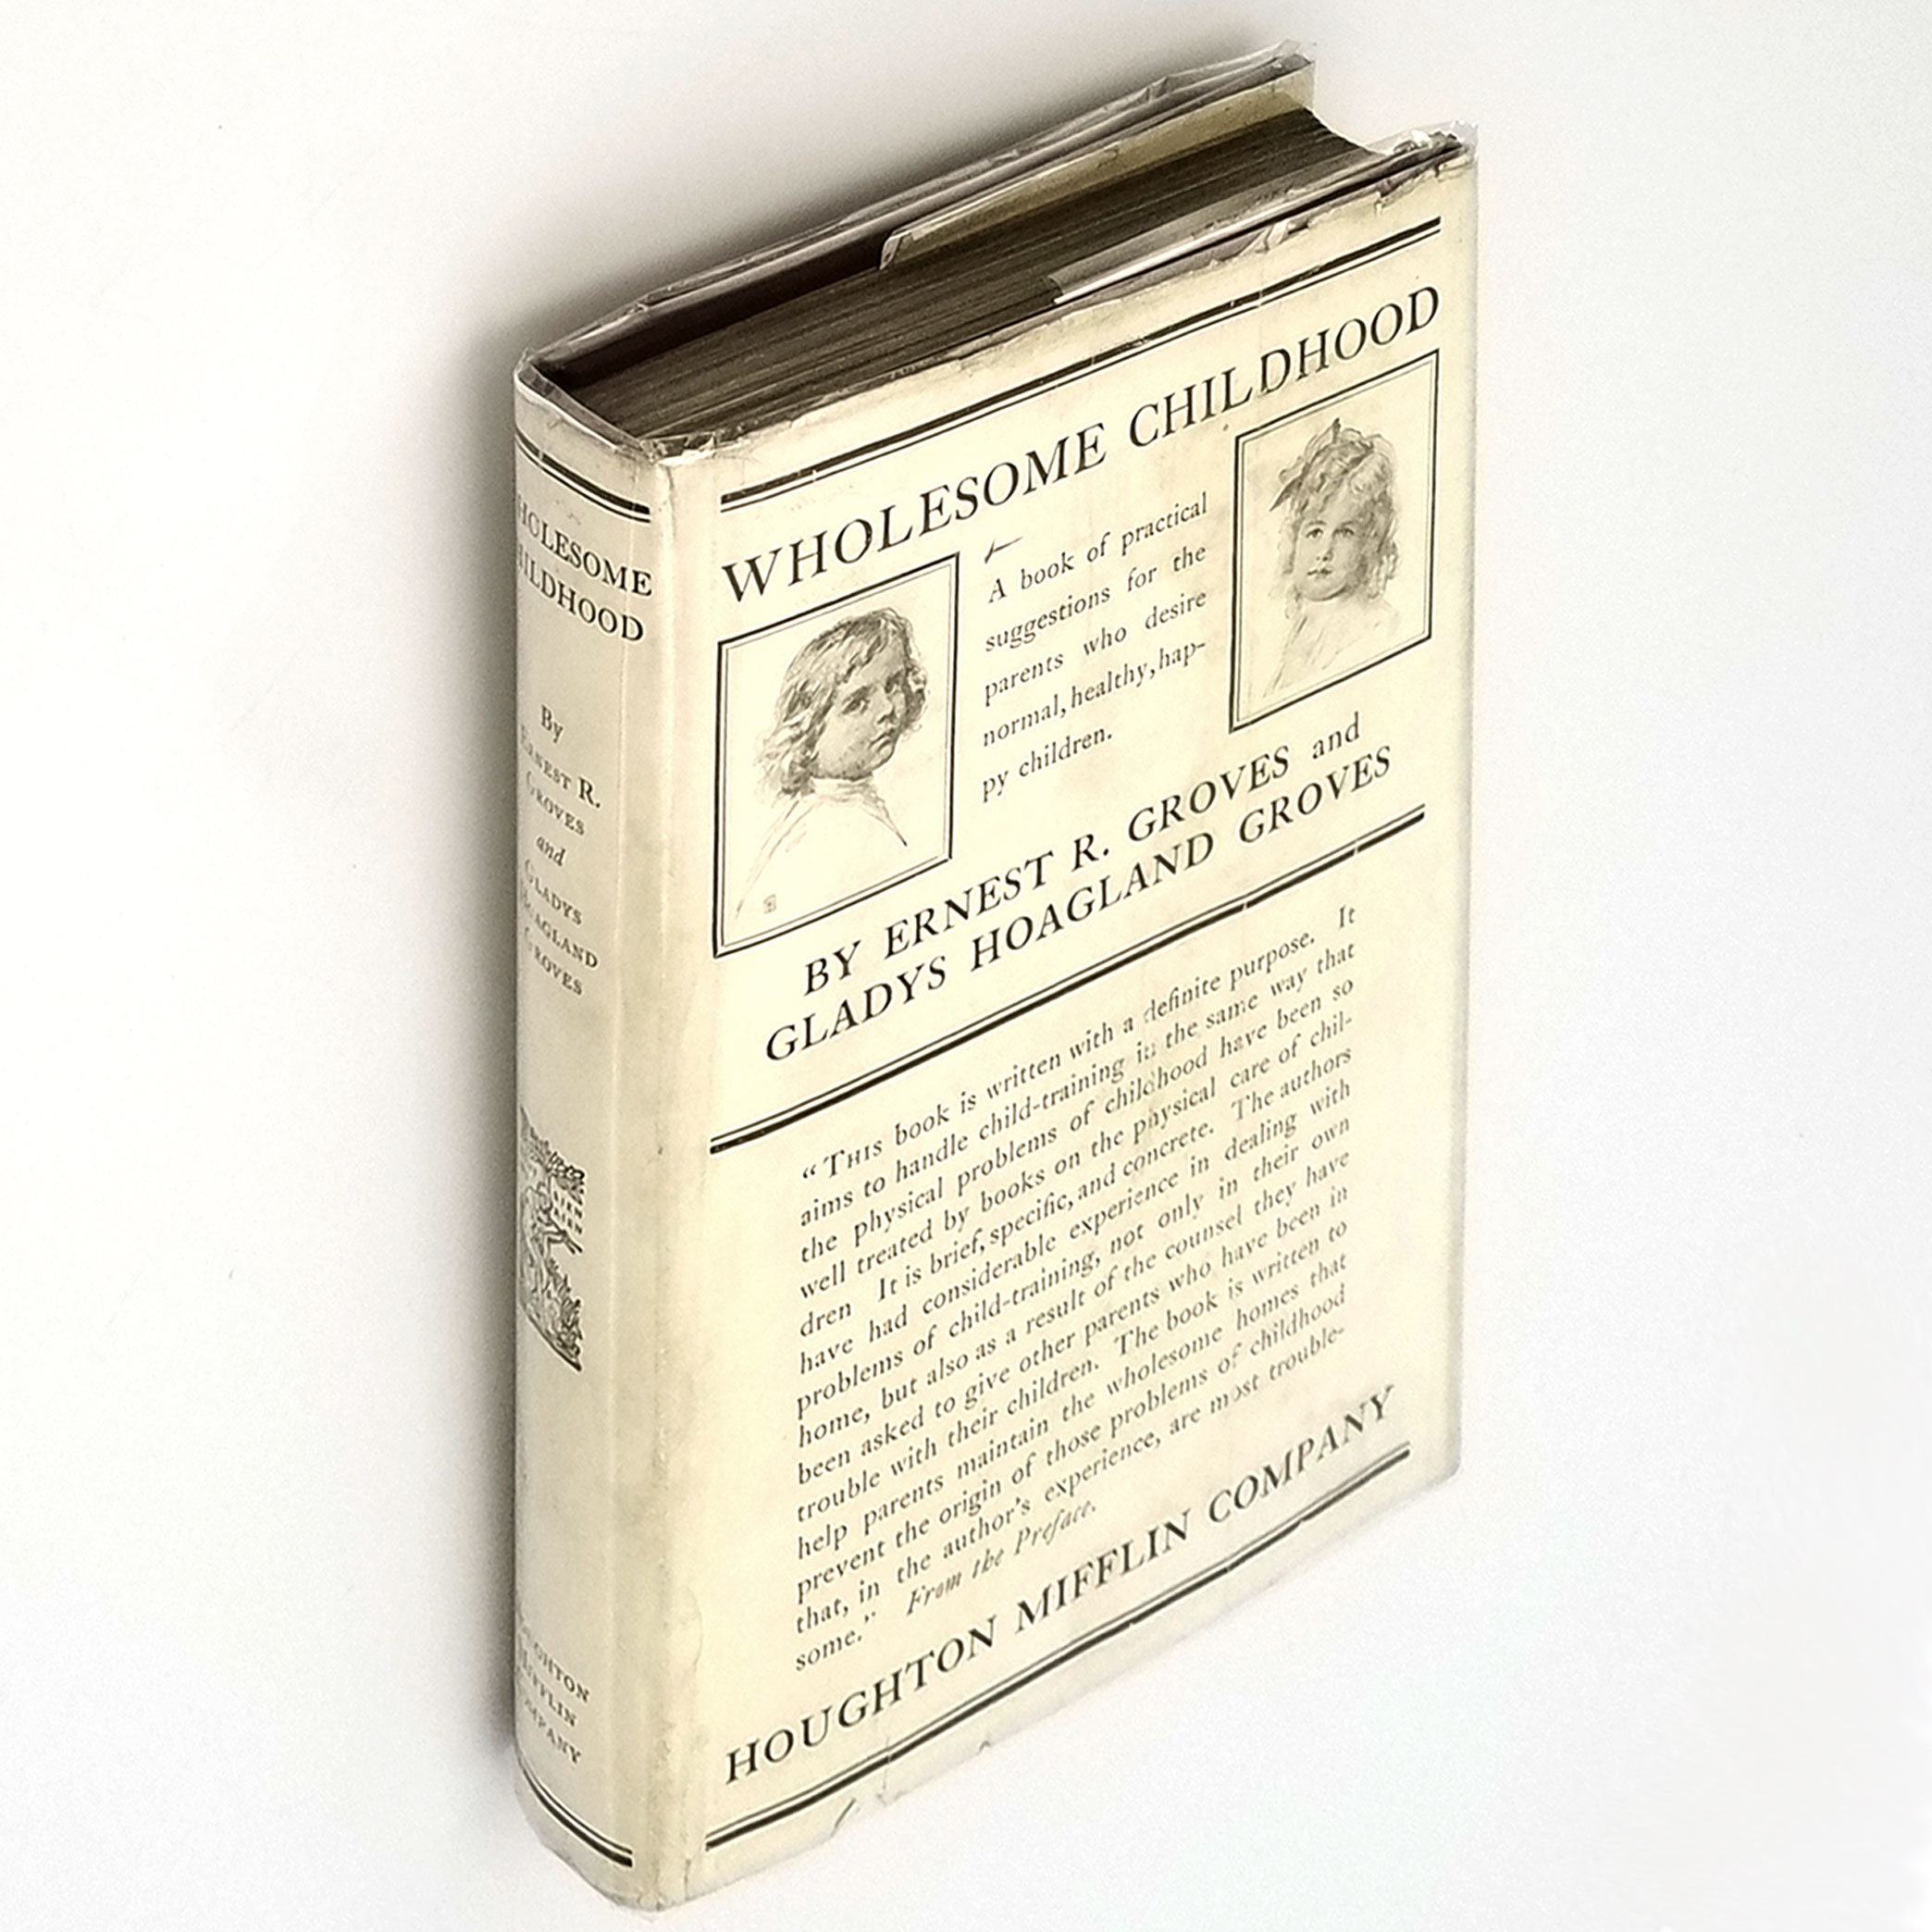 WHOLESOME CHILDHOOD
A book of practical
suggestions for the
parents who desire
normal, healthy, hap-
py children.
BY ERNEST R. GROVES and
GLADYS HOAGLAND GROVES
“THIS book is written with a definite purpose. It
aims to handle child-training in the same way that
the physical problems of childhood have been so
well treated by books on the physical care of chil-
dren It is brief, specific, and concrete. The authors
have had considerable experience in dealing with
problems of child-training, not only in their own
home, but also as a result of the counsel they have
been asked to give other parents who have been in
trouble with their children. The book is written to
help parents maintain the wholesome homes that
prevent the origin of those problems of childhood
that, in the author's experience, are most trouble-
some.” From the Preface.
HOUGHTON MIFFLIN COMPANY
WHOLESOME
CHILDHOOD
By
ERNEST R.
GROVES
and
GLADYS
HOAGLAND
GROVES
HOUGHTON
MIFFLIN
COMPANY